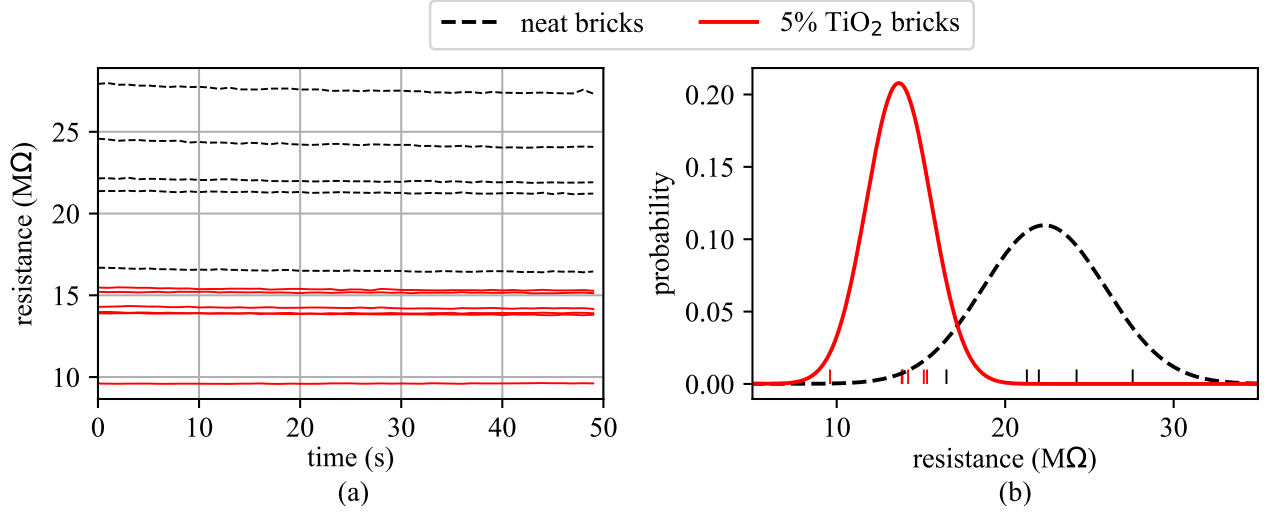 neat bricks
5% TiO₂ bricks
resistance (MΩ)
25
20
15
10
0
10
20
30
40
50
time (s)
(a)
probability
0.20
0.15
0.10
0.05
0.00
10
20
30
resistance (MΩ)
(b)